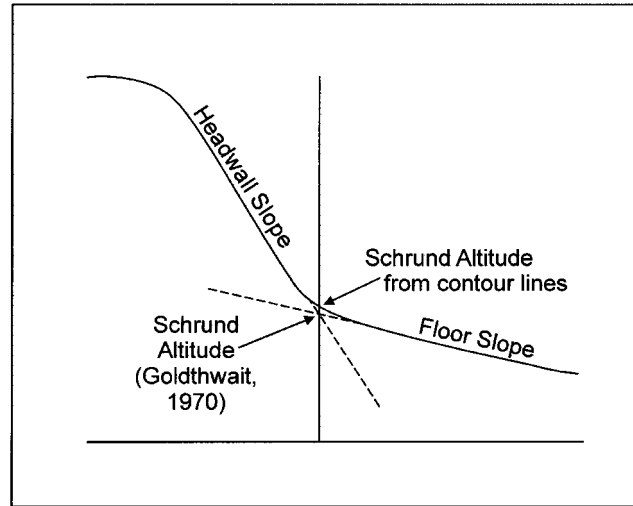 Headwall Slope
Schrund Altitude
from contour lines
Schrund
Altitude
(Goldthwait,
1970)
Floor Slope